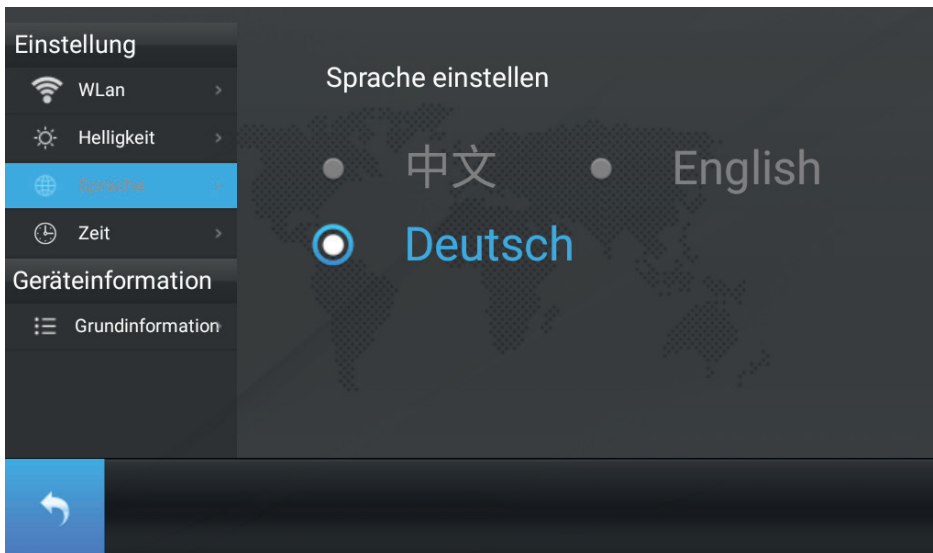 Einstellung
WLan
Helligkeit
Sprache
Zeit
Geräteinformation
Grundinformation
Sprache einstellen
中文 English
Deutsch